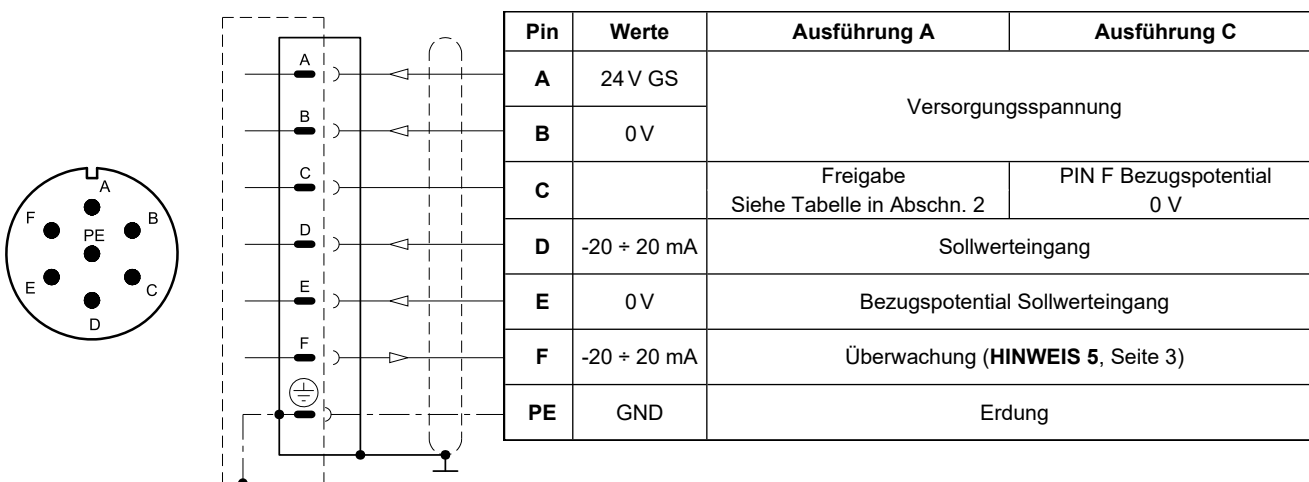 A
B
C
D
E
F
PE
A
B
C
D
E
F
Pin Werte Ausführung A Ausführung C
A 24 V GS Versorgungsspannung
B 0 V
C Freigabe
Siehe Tabelle in Abschn. 2
PIN F Bezugspotential
0 V
D -20 ÷ 20 mA Sollwerteingang
E 0 V Bezugspotential Sollwerteingang
F -20 ÷ 20 mA Überwachung (HINWEIS 5, Seite 3)
PE GND Erdung